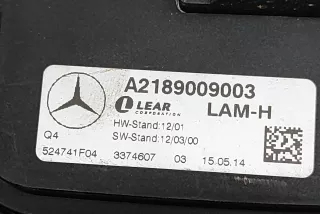 A2189009003
LEAR LAM-H
CORPORATION
HW-Stand:12/01
Q4 SW-Stand:12/03/00
524741F04 3374607 03 15.05.14